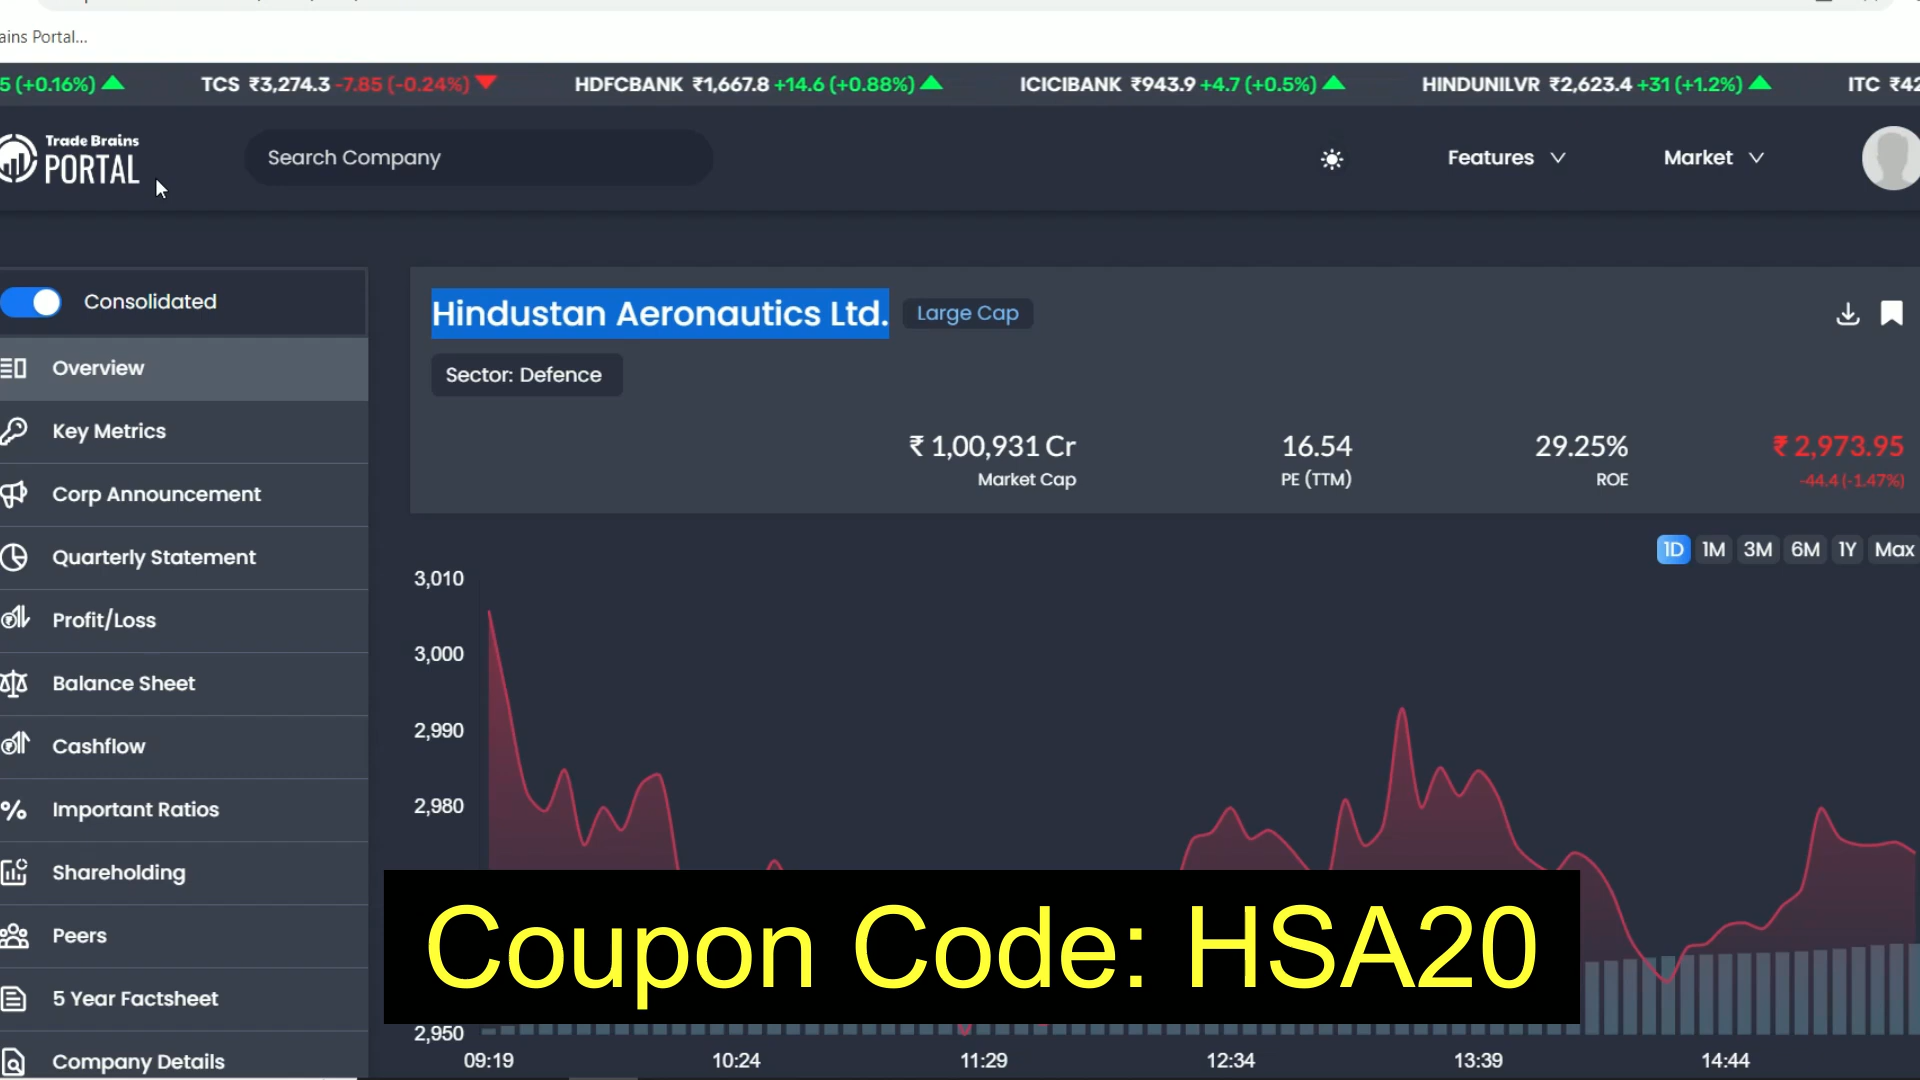 ains Portal...
5 (+0.16%) TCS ₹3,274.3 -7.85 (-0.24%) HDFCBANK ₹1,667.8 +14.6 (+0.88%) ICICIBANK ₹943.9 +4.7 (+0.5%) HINDUNILVR ₹2,623.4 +31 (+1.2%) ITC ₹42
Trade Brains
PORTAL
Search Company
Features
Market
Consolidated
Overview
Key Metrics
Corp Announcement
Quarterly Statement
Profit/Loss
Balance Sheet
Cashflow
Important Ratios
Shareholding
Peers
5 Year Factsheet
Company Details
Hindustan Aeronautics Ltd. Large Cap
Sector: Defence
₹ 1,00,931 Cr 16.54 29.25% ₹ 2,973.95
Market Cap PE (TTM) ROE -44.4 (-1.47%)
1D 1M 3M 6M 1Y Max
3,010
3,000
2,990
2,980
2,950
09:19 10:24 11:29 12:34 13:39 14:44
Coupon Code: HSA20